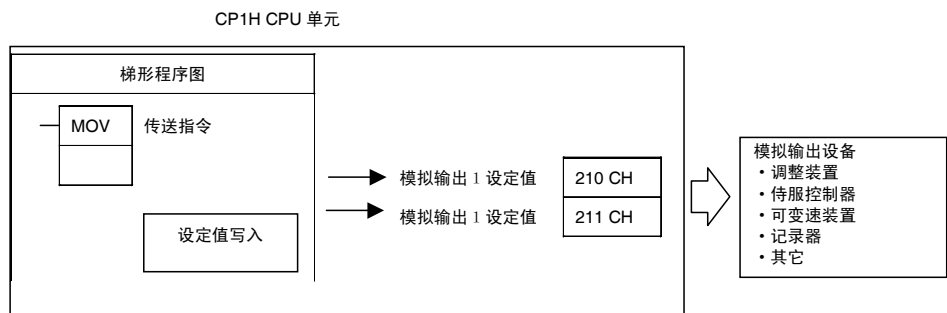 CP1H CPU 单元
梯形程序图
MOV 传送指令
模拟输出 1 设定值 210 CH
模拟输出 1 设定值 211 CH
设定值写入
模拟输出设备
・调整装置
・侍服控制器
・可变速装置
・记录器
・其它